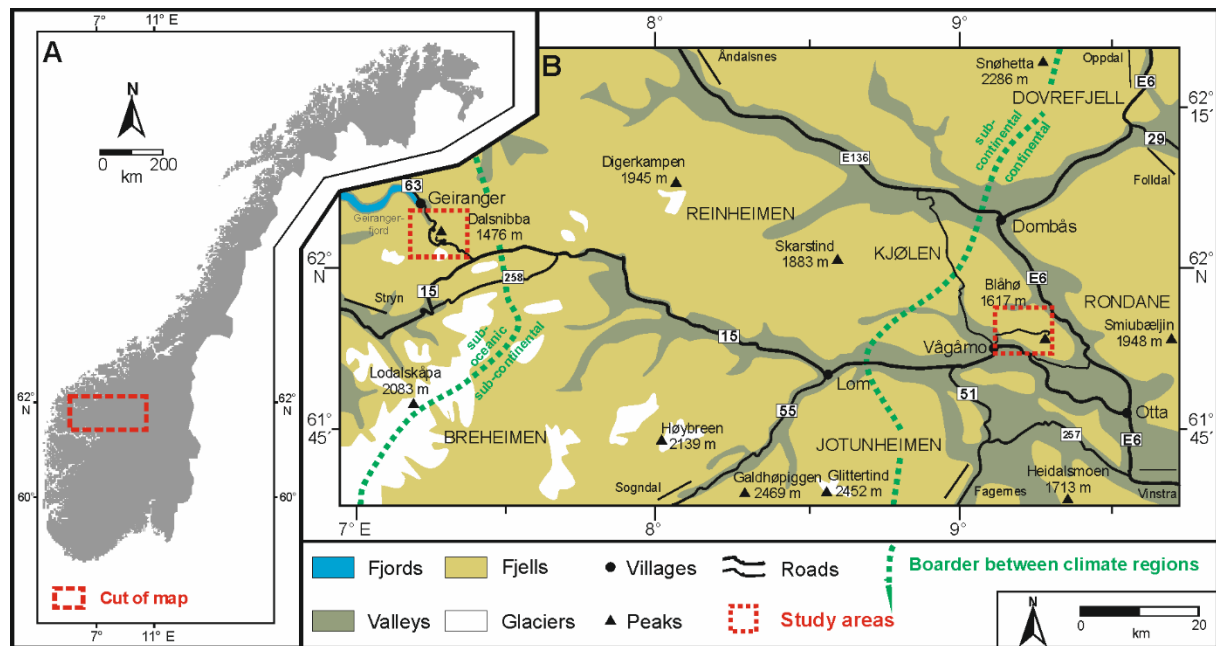 7°
11° E
A
N
0
200
km
62°
N
60°
62°
N
60°
Cut of map
7°
11° E
8°
9°
B
Åndalsnes
Snøhetta
2286 m
Oppdal
E6
DOVREFJELL
62°
15´
sub-
continental
continental
E136
29
Folldal
Digerkampen
1945 m
63
Geiranger
Geiranger-
fjord
Dalsnibba
1476 m
REINHEIMEN
Dombås
Skarstind
1883 m
KJØLEN
62°
N
62°
N
258
Stryn
15
E6
Blåhø
1617 m
RONDANE
Smiubæljin
1948 m
sub-
oceanic
sub-continental
15
Vågåmo
Lodalskåpa
2083 m
Lom
51
55
Otta
61°
45´
61°
45´
BREHEIMEN
Høybreen
2139 m
JOTUNHEIMEN
257
E6
Sogndal
Galdhøpiggen
2469 m
Glittertind
2452 m
Fagernes
Heidalsmoen
1713 m
Vinstra
7° E
8°
9°
Fjords
Fjells
Villages
Roads
Boarder between climate regions
Valleys
Glaciers
Peaks
Study areas
N
0
20
km